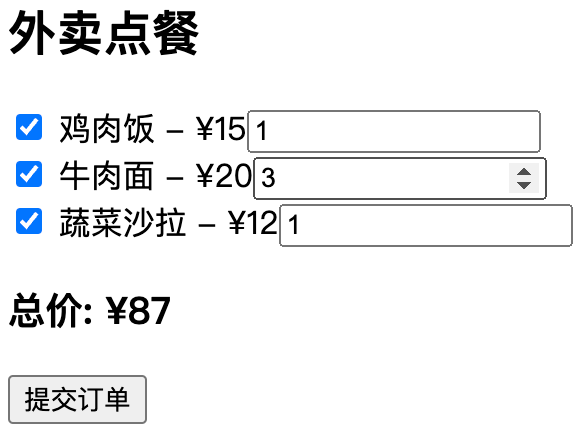 外卖点餐
鸡肉饭 - ¥15 1
牛肉面 - ¥20 3
蔬菜沙拉 - ¥12 1
总价: ¥87
提交订单